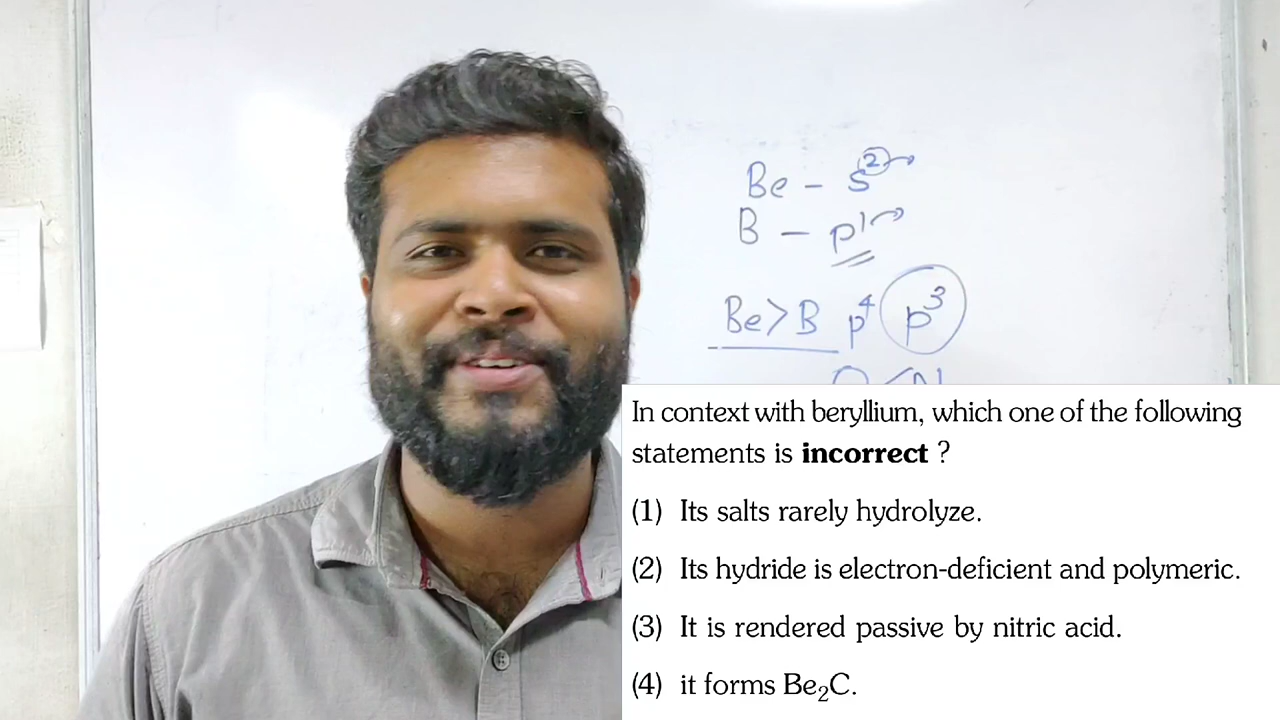 Be – s²
B – p¹
Be > B p⁴ p³
In context with beryllium, which one of the following
statements is incorrect ?
(1) Its salts rarely hydrolyze.
(2) Its hydride is electron-deficient and polymeric.
(3) It is rendered passive by nitric acid.
(4) it forms Be₂C.